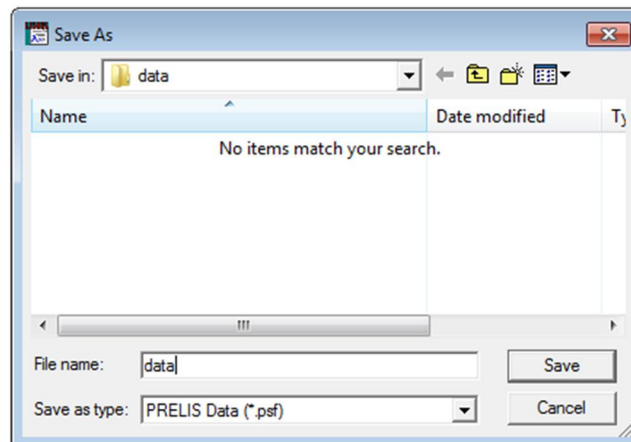 Save As
Save in: data
Name Date modified Ty
No items match your search.
File name: data
Save
Save as type: PRELIS Data (*.psf)
Cancel